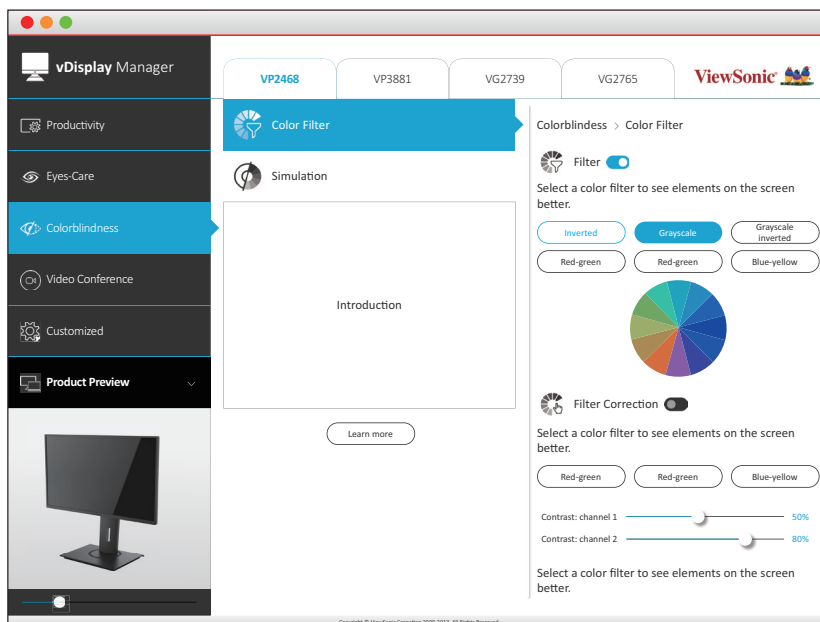 vDisplay Manager
VP2468
VP3881
VG2739
VG2765
ViewSonic
Productivity
Eyes-Care
Colorblindness
Video Conference
Customized
Product Preview
Color Filter
Simulation
Introduction
Learn more
Colorblindess > Color Filter
Filter
Select a color filter to see elements on the screen
better.
Inverted
Grayscale
Grayscale
inverted
Red-green
Red-green
Blue-yellow
Filter Correction
Select a color filter to see elements on the screen
better.
Red-green
Red-green
Blue-yellow
Contrast: channel 1
50%
Contrast: channel 2
80%
Select a color filter to see elements on the screen
better.